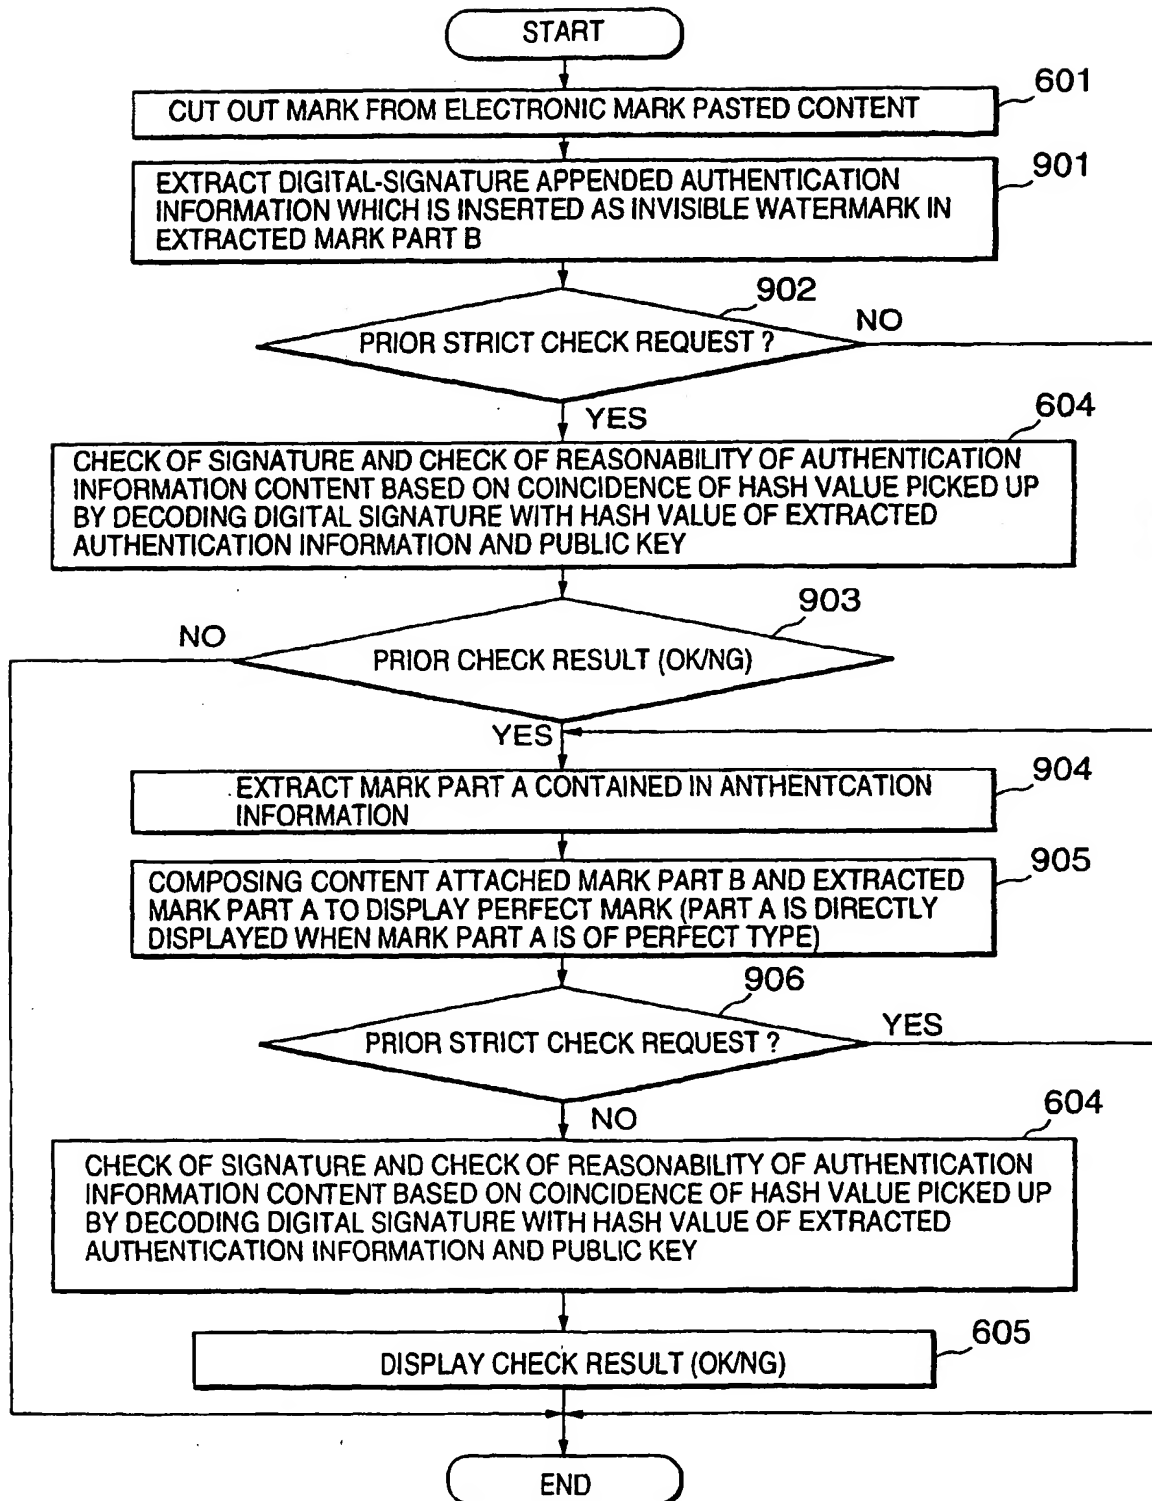 START
CUT OUT MARK FROM ELECTRONIC MARK PASTED CONTENT
601
EXTRACT DIGITAL-SIGNATURE APPENDED AUTHENTICATION
INFORMATION WHICH IS INSERTED AS INVISIBLE WATERMARK IN
EXTRACTED MARK PART B
901
902
PRIOR STRICT CHECK REQUEST ?
NO
YES
604
CHECK OF SIGNATURE AND CHECK OF REASONABILITY OF AUTHENTICATION
INFORMATION CONTENT BASED ON COINCIDENCE OF HASH VALUE PICKED UP
BY DECODING DIGITAL SIGNATURE WITH HASH VALUE OF EXTRACTED
AUTHENTICATION INFORMATION AND PUBLIC KEY
903
NO
PRIOR CHECK RESULT (OK/NG)
YES
904
EXTRACT MARK PART A CONTAINED IN ANTHENTCATION
INFORMATION
905
COMPOSING CONTENT ATTACHED MARK PART B AND EXTRACTED
MARK PART A TO DISPLAY PERFECT MARK (PART A IS DIRECTLY
DISPLAYED WHEN MARK PART A IS OF PERFECT TYPE)
906
PRIOR STRICT CHECK REQUEST ?
YES
NO
604
CHECK OF SIGNATURE AND CHECK OF REASONABILITY OF AUTHENTICATION
INFORMATION CONTENT BASED ON COINCIDENCE OF HASH VALUE PICKED UP
BY DECODING DIGITAL SIGNATURE WITH HASH VALUE OF EXTRACTED
AUTHENTICATION INFORMATION AND PUBLIC KEY
605
DISPLAY CHECK RESULT (OK/NG)
END